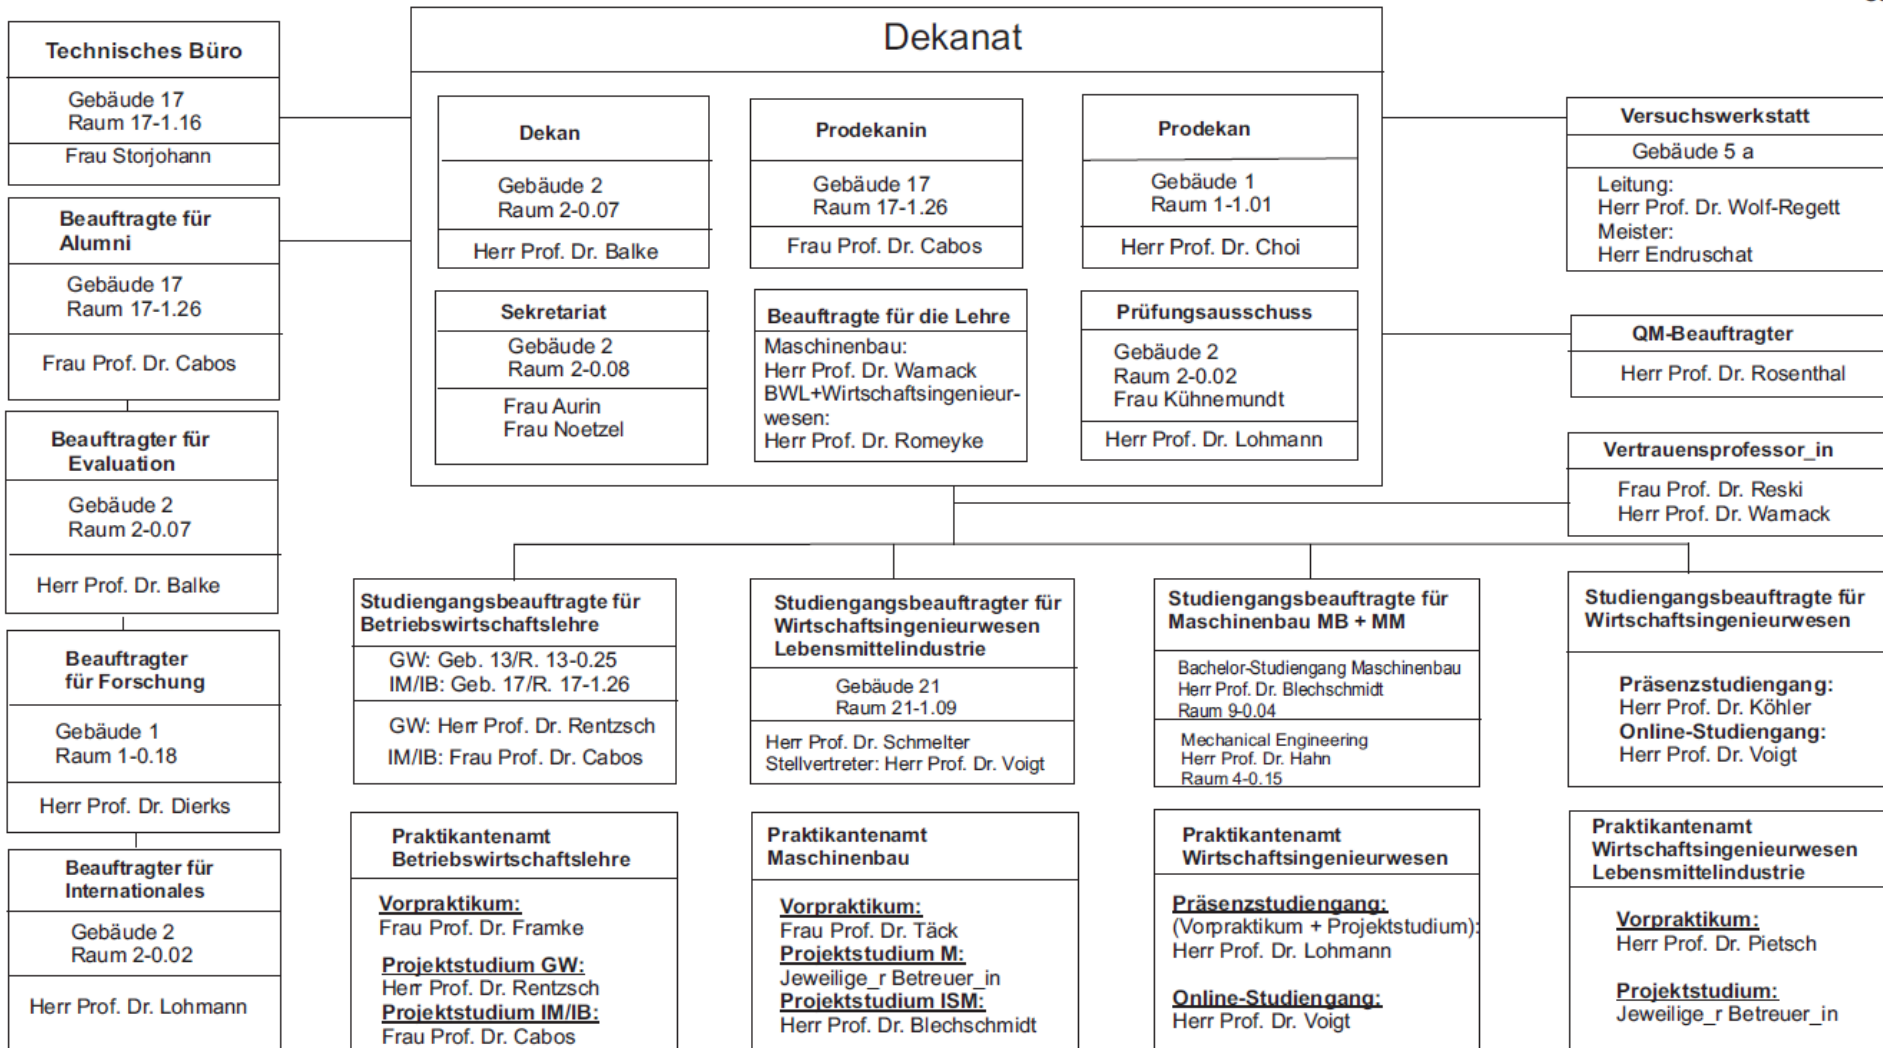 Technisches Büro
Gebäude 17
Raum 17-1.16
Frau Storjohann
Beauftragte für
Alumni
Gebäude 17
Raum 17-1.26
Frau Prof. Dr. Cabos
Beauftragter für
Evaluation
Gebäude 2
Raum 2-0.07
Herr Prof. Dr. Balke
Beauftragter
für Forschung
Gebäude 1
Raum 1-0.18
Herr Prof. Dr. Dierks
Beauftragter für
Internationales
Gebäude 2
Raum 2-0.02
Herr Prof. Dr. Lohmann
Dekanat
Dekan
Gebäude 2
Raum 2-0.07
Herr Prof. Dr. Balke
Prodekanin
Gebäude 17
Raum 17-1.26
Frau Prof. Dr. Cabos
Prodekan
Gebäude 1
Raum 1-1.01
Herr Prof. Dr. Choi
Sekretariat
Gebäude 2
Raum 2-0.08
Frau Aurin
Frau Noetzel
Beauftragte für die Lehre
Maschinenbau:
Herr Prof. Dr. Warnack
BWL+Wirtschaftsingenieur-
wesen:
Herr Prof. Dr. Romeyke
Prüfungsausschuss
Gebäude 2
Raum 2-0.02
Frau Kühnemundt
Herr Prof. Dr. Lohmann
Versuchswerkstatt
Gebäude 5 a
Leitung:
Herr Prof. Dr. Wolf-Regett
Meister:
Herr Endruschat
QM-Beauftragter
Herr Prof. Dr. Rosenthal
Vertrauensprofessor_in
Frau Prof. Dr. Reski
Herr Prof. Dr. Warnack
Studiengangsbeauftragte für
Betriebswirtschaftslehre
GW: Geb. 13/R. 13-0.25
IM/IB: Geb. 17/R. 17-1.26
GW: Herr Prof. Dr. Rentzsch
IM/IB: Frau Prof. Dr. Cabos
Studiengangsbeauftragter für
Wirtschaftsingenieurwesen
Lebensmittelindustrie
Gebäude 21
Raum 21-1.09
Herr Prof. Dr. Schmelter
Stellvertreter: Herr Prof. Dr. Voigt
Studiengangsbeauftragte für
Maschinenbau MB + MM
Bachelor-Studiengang Maschinenbau
Herr Prof. Dr. Blechschmidt
Raum 9-0.04
Mechanical Engineering
Herr Prof. Dr. Hahn
Raum 4-0.15
Studiengangsbeauftragte für
Wirtschaftsingenieurwesen
Präsenzstudiengang:
Herr Prof. Dr. Köhler
Online-Studiengang:
Herr Prof. Dr. Voigt
Praktikantenamt
Betriebswirtschaftslehre
Vorpraktikum:
Frau Prof. Dr. Framke
Projektstudium GW:
Herr Prof. Dr. Rentzsch
Projektstudium IM/IB:
Frau Prof. Dr. Cabos
Praktikantenamt
Maschinenbau
Vorpraktikum:
Frau Prof. Dr. Täck
Projektstudium M:
Jeweilige_r Betreuer_in
Projektstudium ISM:
Herr Prof. Dr. Blechschmidt
Praktikantenamt
Wirtschaftsingenieurwesen
Präsenzstudiengang:
(Vorpraktikum + Projektstudium):
Herr Prof. Dr. Lohmann
Online-Studiengang:
Herr Prof. Dr. Voigt
Praktikantenamt
Wirtschaftsingenieurwesen
Lebensmittelindustrie
Vorpraktikum:
Herr Prof. Dr. Pietsch
Projektstudium:
Jeweilige_r Betreuer_in